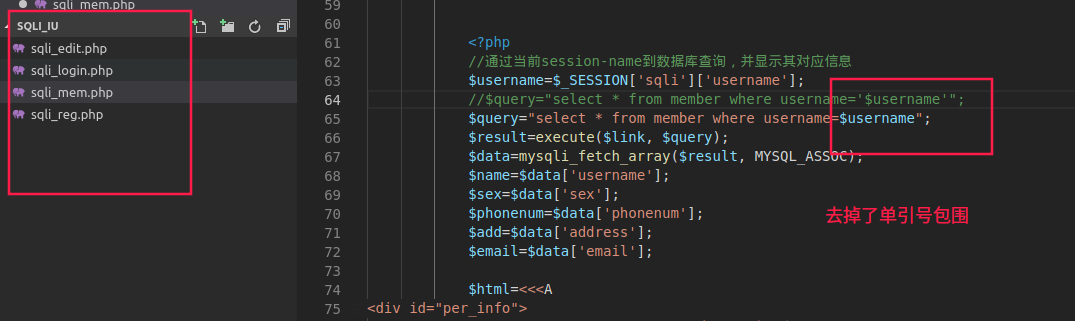 sqli_mem.php
SQLI_IU
sqli_edit.php
sqli_login.php
sqli_mem.php
sqli_reg.php
59
60
61 <?php
62 //通过当前session-name到数据库查询，并显示其对应信息
63 $username=$_SESSION['sqli']['username'];
64 //$query="select * from member where username='$username'";
65 $query="select * from member where username=$username";
66 $result=execute($link, $query);
67 $data=mysqli_fetch_array($result, MYSQL_ASSOC);
68 $name=$data['username'];
69 $sex=$data['sex'];
70 $phonenum=$data['phonenum'];
71 $add=$data['address'];
72 $email=$data['email'];
73
74 $html=<<<A
75 <div id="per_info">
去掉了单引号包围